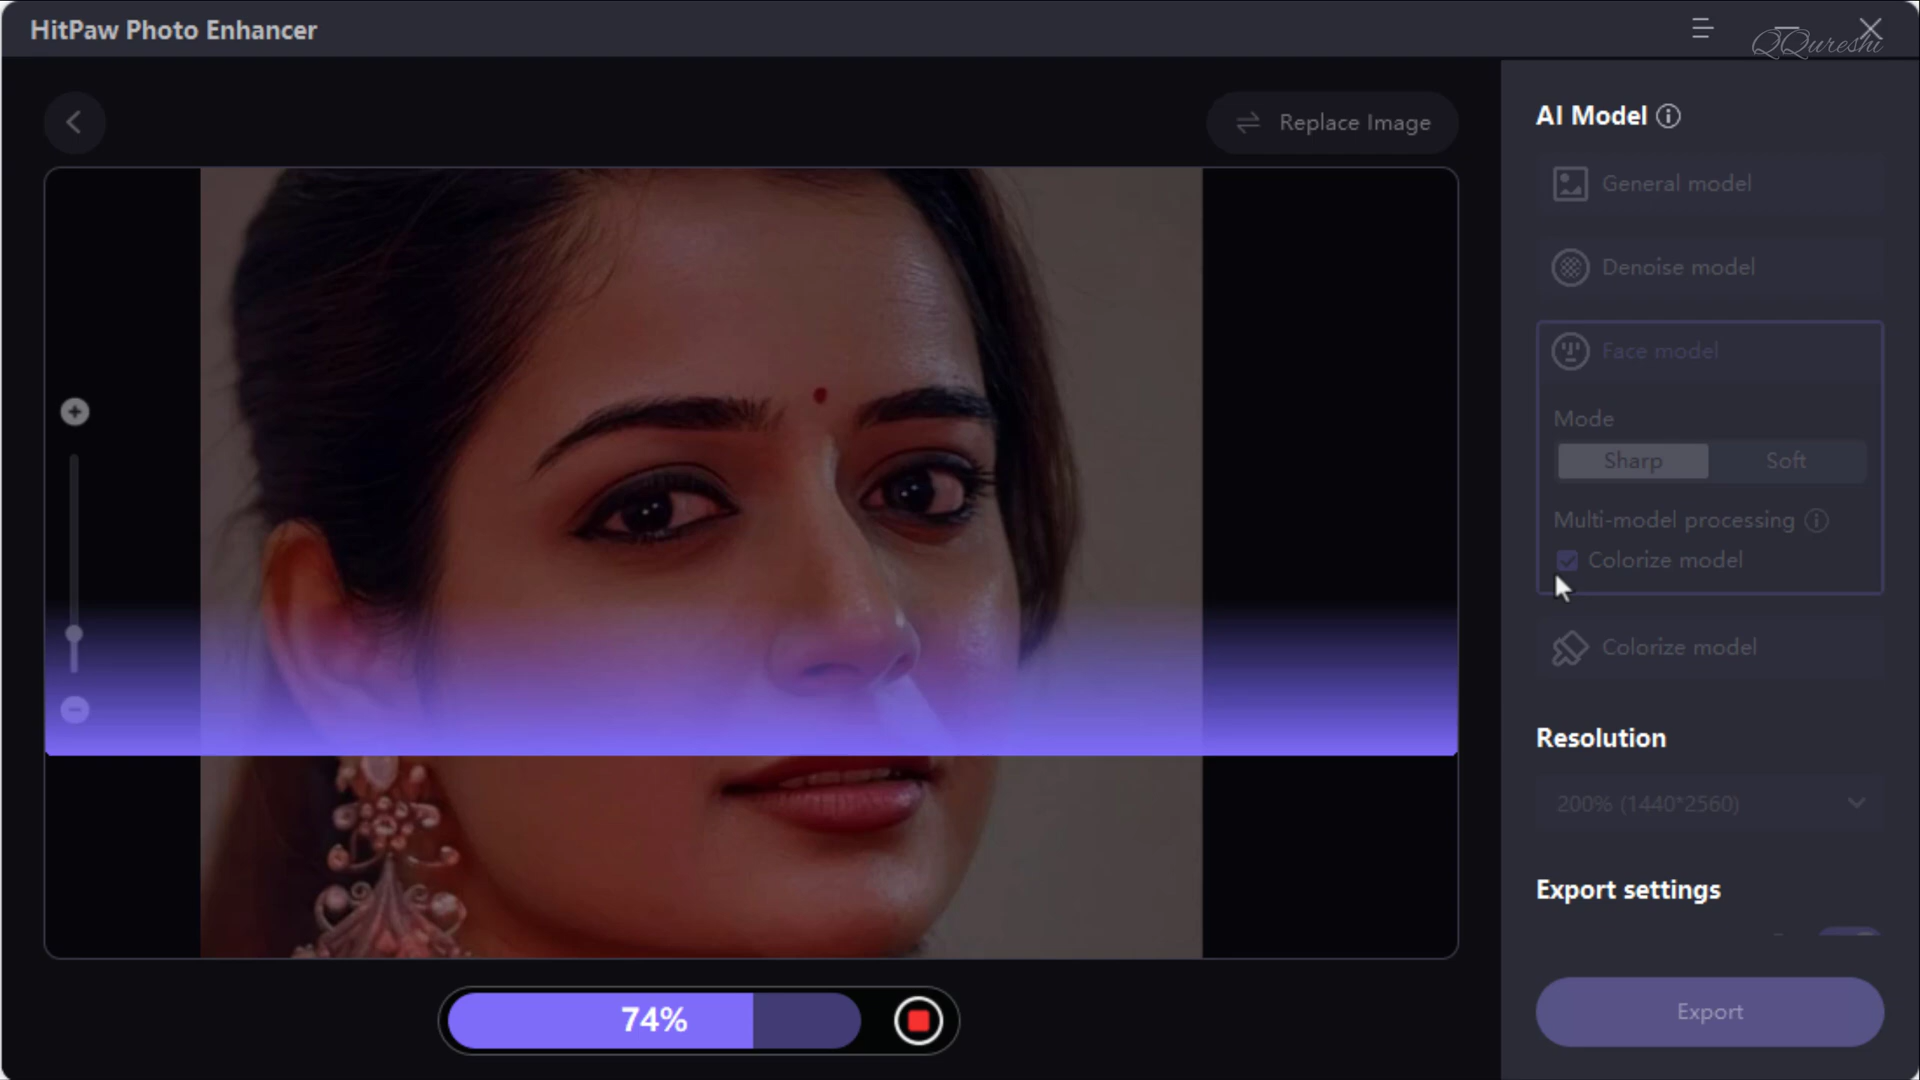 HitPaw Photo Enhancer
QQureshi
Replace Image
AI Model
General model
Denoise model
Face model
Mode
Sharp
Soft
Multi-model processing
Colorize model
Colorize model
Resolution
200% (1440*2560)
Export settings
74%
Export